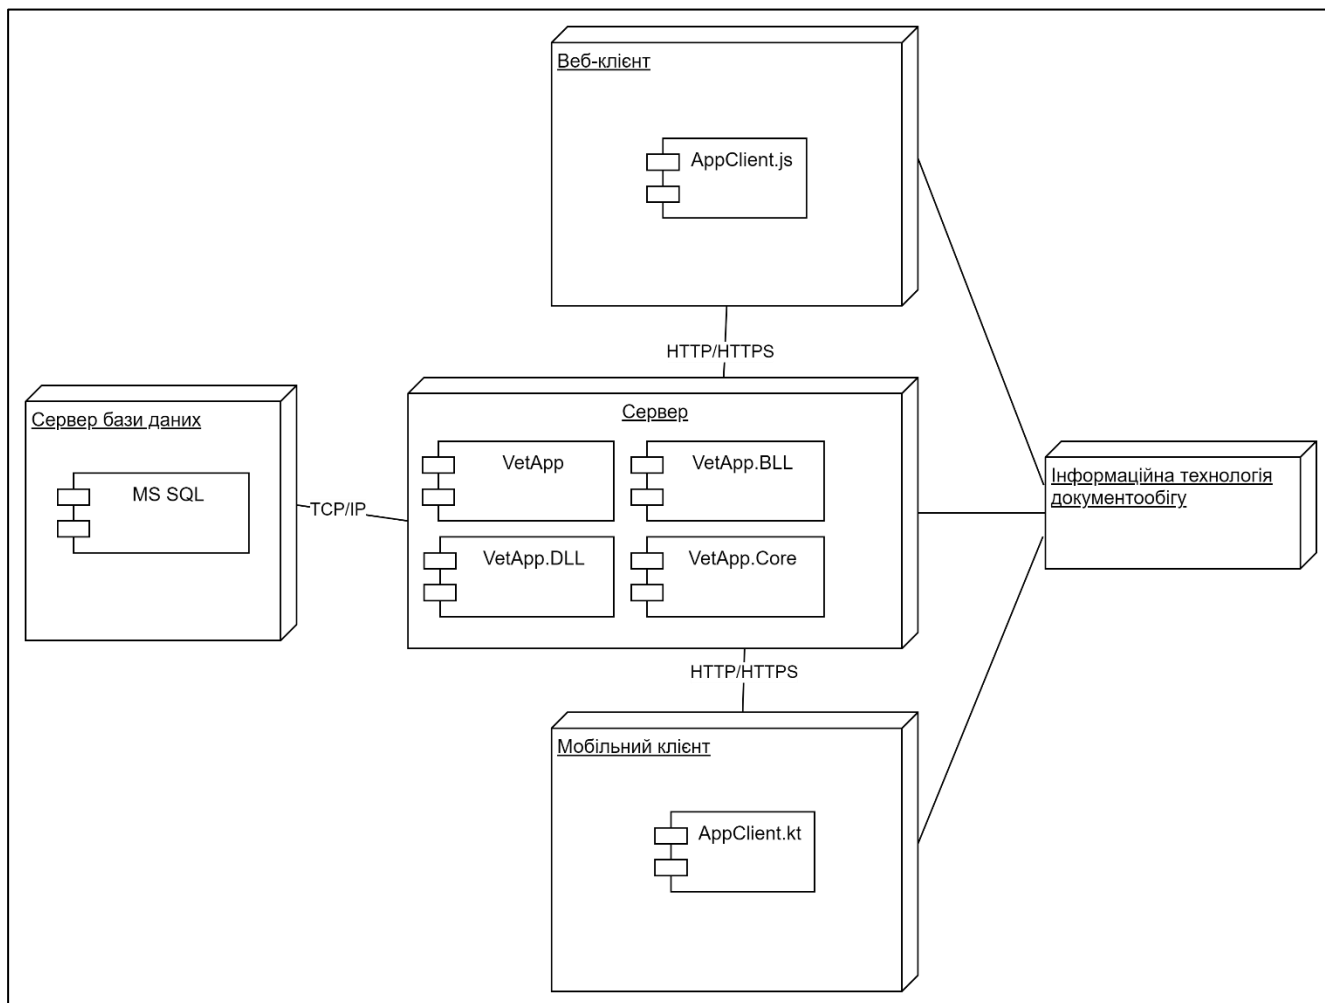 Веб-клієнт
AppClient.js
HTTP/HTTPS
Сервер бази даних
MS SQL
TCP/IP
Сервер
VetApp
VetApp.BLL
VetApp.DLL
VetApp.Core
Інформаційна технологія
документообігу
HTTP/HTTPS
Мобільний клієнт
AppClient.kt